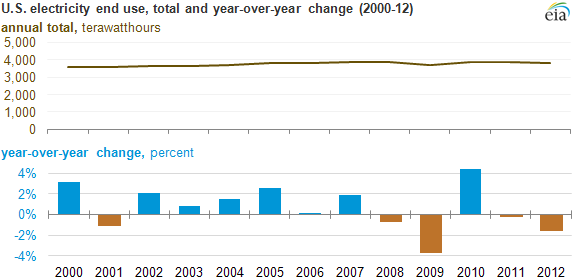 U.S. electricity end use, total and year-over-year change (2000-12)
eia
annual total, terawatthours
5,000
4,000
3,000
2,000
1,000
0
year-over-year change, percent
4%
2%
0%
-2%
-4%
2000 2001 2002 2003 2004 2005 2006 2007 2008 2009 2010 2011 2012